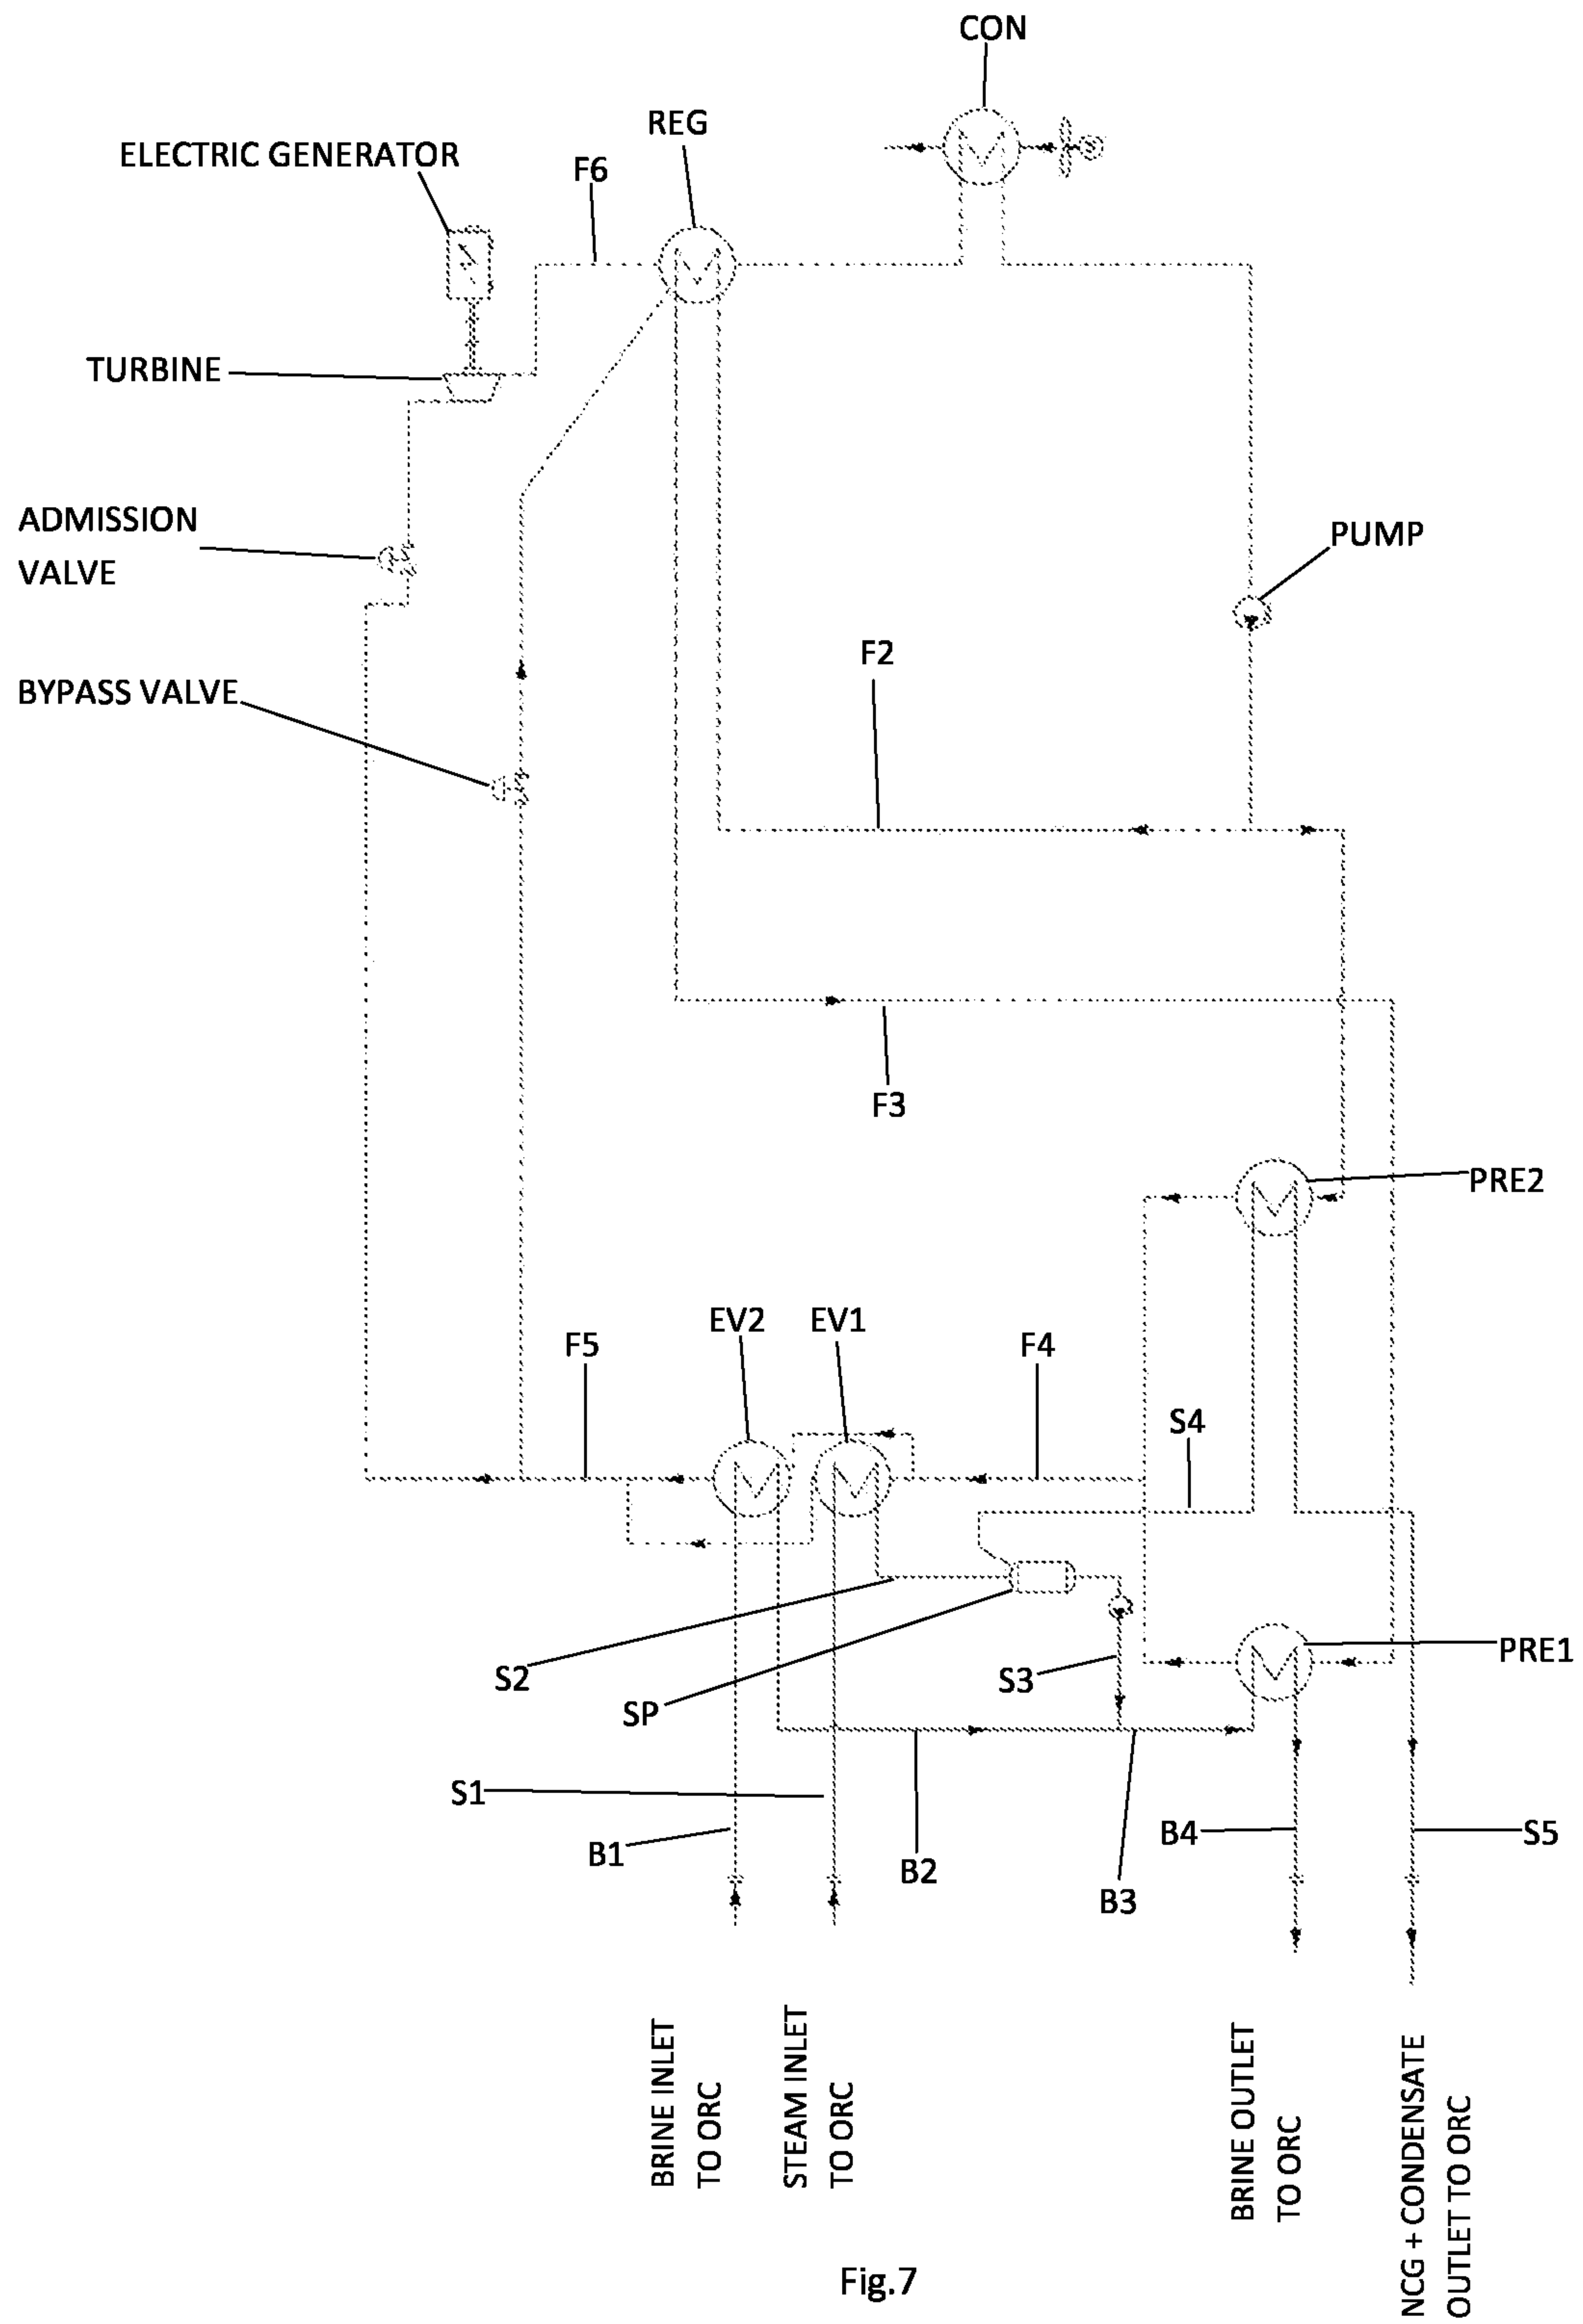 CON
REG
ELECTRIC GENERATOR
F6
TURBINE
ADMISSION
VALVE
PUMP
F2
BYPASS VALVE
F3
PRE2
EV2
EV1
F5
F4
S4
S2
SP
S3
PRE1
S1
B1
B2
B4
S5
B3
BRINE INLET
TO ORC
STEAM INLET
TO ORC
BRINE OUTLET
TO ORC
NCG + CONDENSATE
OUTLET TO ORC
Fig.7